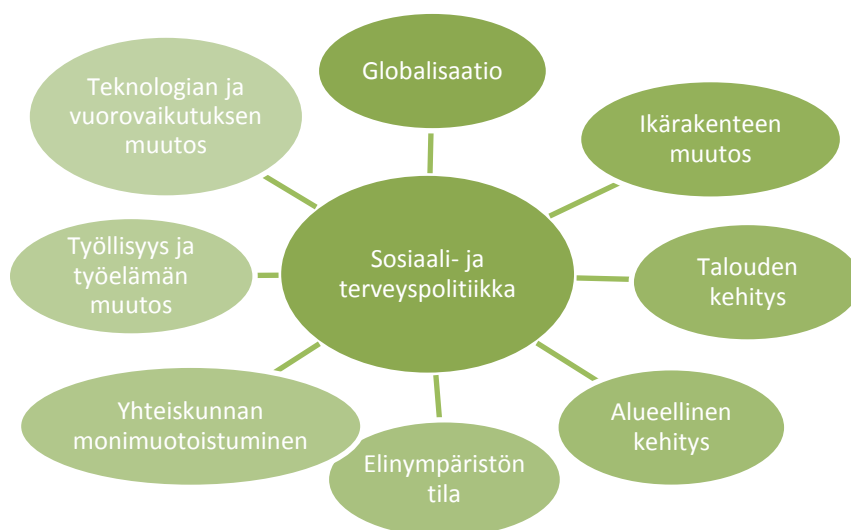 Globalisaatio
Ikärakenteen
muutos
Talouden
kehitys
Alueellinen
kehitys
Elinympäristön
tila
Yhteiskunnan
monimuotoistuminen
Työllisyys ja
työelämän
muutos
Teknologian ja
vuorovaikutuksen
muutos
Sosiaali- ja
terveyspolitiikka